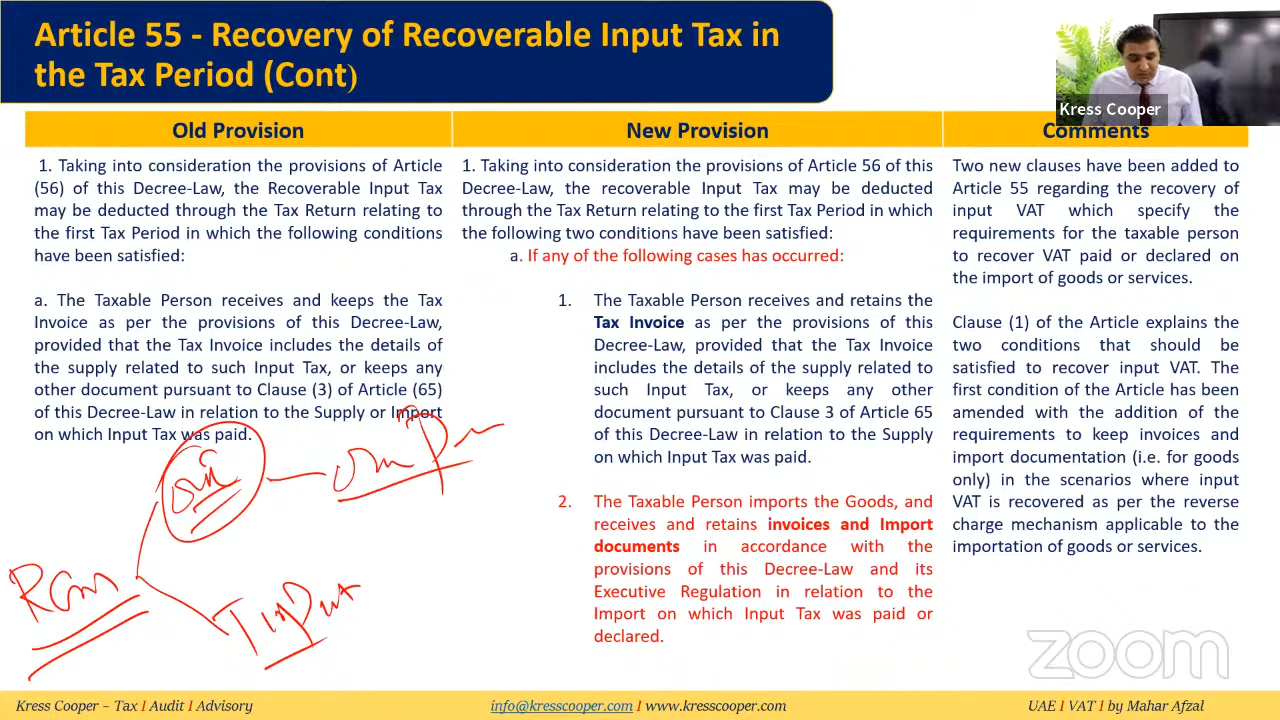 Article 55 - Recovery of Recoverable Input Tax in
the Tax Period (Cont)
Kress Cooper
Old Provision
New Provision
Comments
1. Taking into consideration the provisions of Article
(56) of this Decree-Law, the Recoverable Input Tax
may be deducted through the Tax Return relating to
the first Tax Period in which the following conditions
have been satisfied:
a. The Taxable Person receives and keeps the Tax
Invoice as per the provisions of this Decree-Law,
provided that the Tax Invoice includes the details of
the supply related to such Input Tax, or keeps any
other document pursuant to Clause (3) of Article (65)
of this Decree-Law in relation to the Supply or Import
on which Input Tax was paid.
1. Taking into consideration the provisions of Article 56 of this
Decree-Law, the recoverable Input Tax may be deducted
through the Tax Return relating to the first Tax Period in which
the following two conditions have been satisfied:
a. If any of the following cases has occurred:
1. The Taxable Person receives and retains the
Tax Invoice as per the provisions of this
Decree-Law, provided that the Tax Invoice
includes the details of the supply related to
such Input Tax, or keeps any other
document pursuant to Clause 3 of Article 65
of this Decree-Law in relation to the Supply
on which Input Tax was paid.
2. The Taxable Person imports the Goods, and
receives and retains invoices and Import
documents in accordance with the
provisions of this Decree-Law and its
Executive Regulation in relation to the
Import on which Input Tax was paid or
declared.
Two new clauses have been added to
Article 55 regarding the recovery of
input VAT which specify the
requirements for the taxable person
to recover VAT paid or declared on
the import of goods or services.
Clause (1) of the Article explains the
two conditions that should be
satisfied to recover input VAT. The
first condition of the Article has been
amended with the addition of the
requirements to keep invoices and
import documentation (i.e. for goods
only) in the scenarios where input
VAT is recovered as per the reverse
charge mechanism applicable to the
importation of goods or services.
RCM
Input
zoom
Kress Cooper – Tax I Audit I Advisory
info@kresscooper.com I www.kresscooper.com
UAE I VAT I by Mahar Afzal